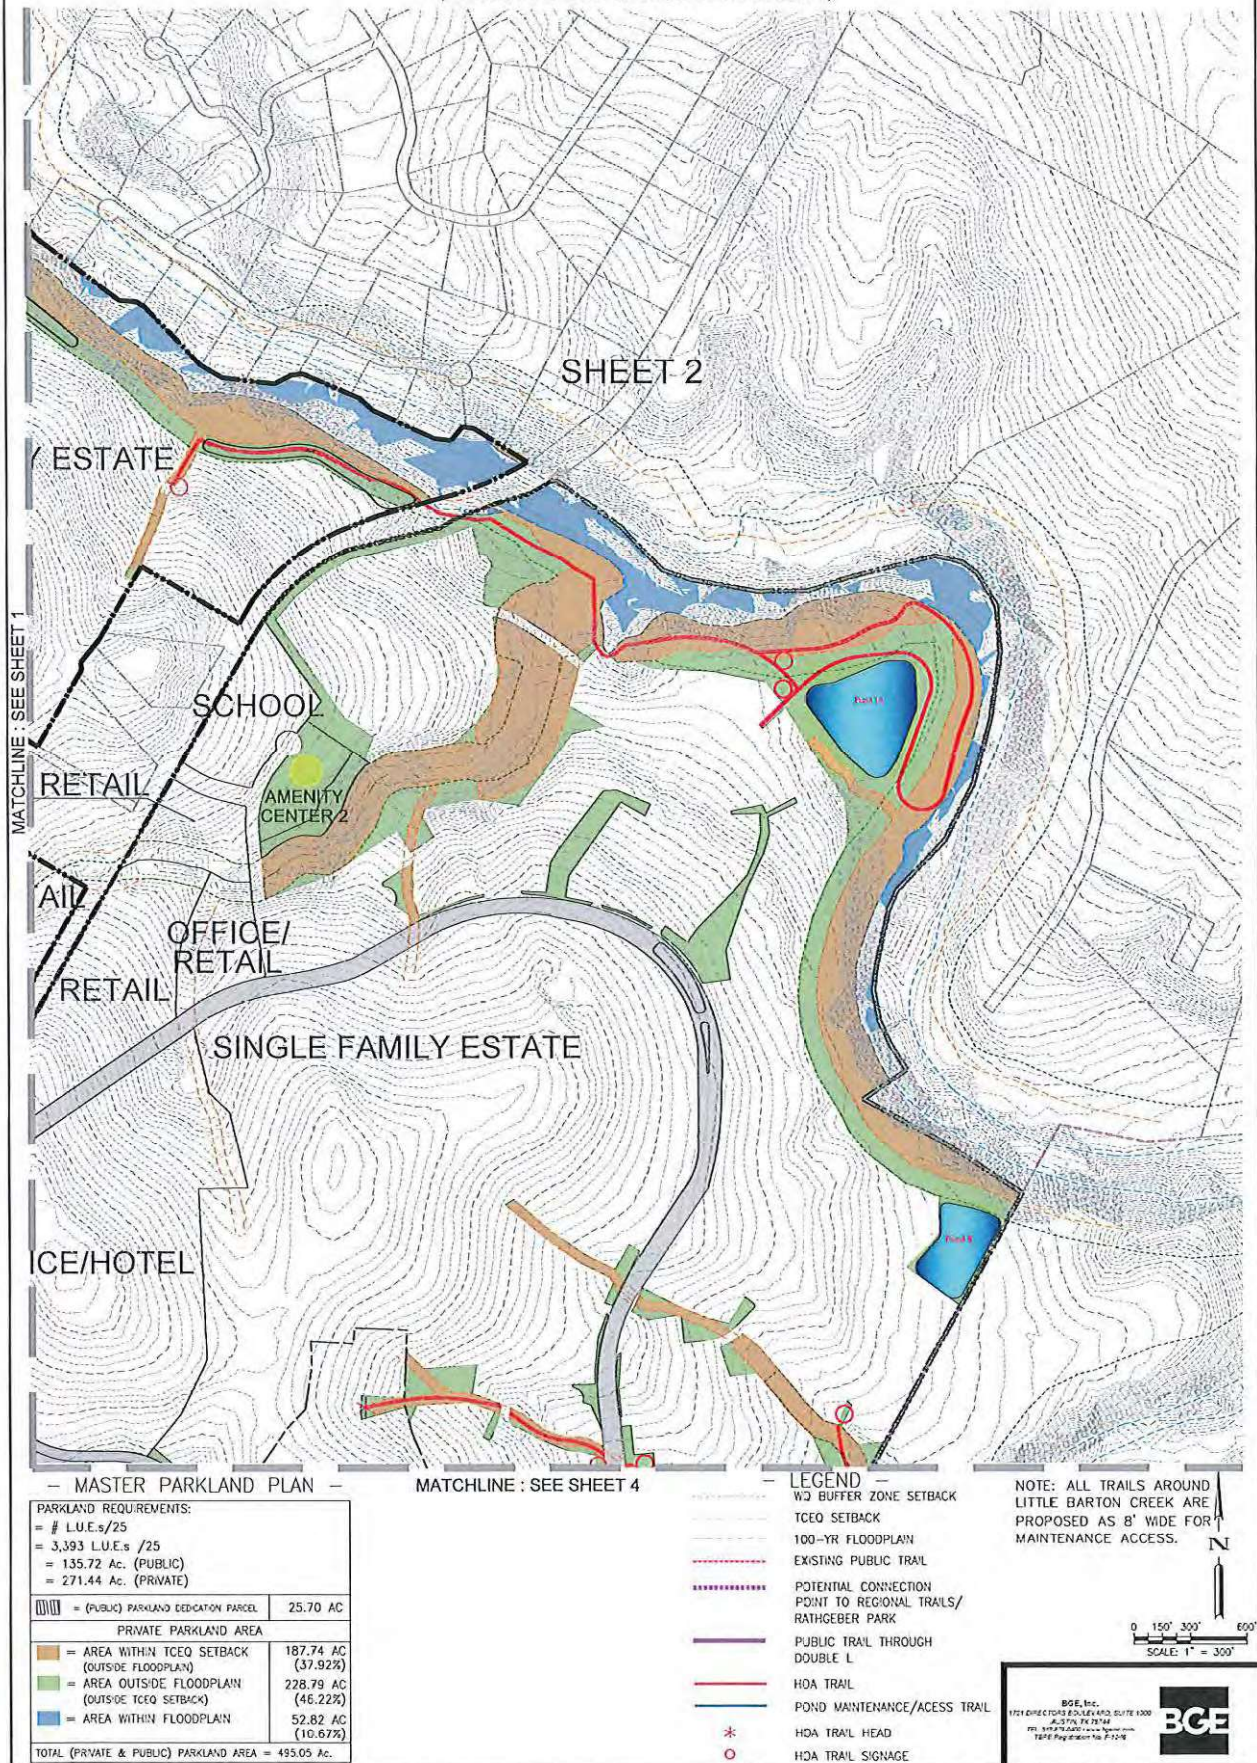 SHEET 2
Y ESTATE
MATCHLINE : SEE SHEET 1
SCHOOL
RETAIL
AMENITY
CENTER 2
AIL
OFFICE/
RETAIL
RETAIL
SINGLE FAMILY ESTATE
ICE/HOTEL
— MASTER PARKLAND PLAN —
PARKLAND REQUIREMENTS:
= # L.U.E.s/25
= 3,393 L.U.E.s /25
= 135.72 Ac. (PUBLIC)
= 271.44 Ac. (PRIVATE)
= (PUBLIC) PARKLAND DEDICATION PARCEL 25.70 AC
PRIVATE PARKLAND AREA
= AREA WITHIN TCEQ SETBACK 187.74 AC
(OUTSIDE FLOODPLAIN) (37.92%)
= AREA OUTSIDE FLOODPLAIN 228.79 AC
(OUTSIDE TCEQ SETBACK) (46.22%)
= AREA WITHIN FLOODPLAIN 52.82 AC
(10.67%)
TOTAL (PRIVATE & PUBLIC) PARKLAND AREA = 495.05 Ac.
MATCHLINE : SEE SHEET 4
— LEGEND —
WQ BUFFER ZONE SETBACK
TCEQ SETBACK
100-YR FLOODPLAIN
EXISTING PUBLIC TRAIL
POTENTIAL CONNECTION
POINT TO REGIONAL TRAILS/
RATHGEBER PARK
PUBLIC TRAIL THROUGH
DOUBLE L
HOA TRAIL
POND MAINTENANCE/ACESS TRAIL
HOA TRAIL HEAD
HOA TRAIL SIGNAGE
NOTE: ALL TRAILS AROUND
LITTLE BARTON CREEK ARE
PROPOSED AS 8' WIDE FOR
MAINTENANCE ACCESS.
N
0 150' 300' 600'
SCALE: 1" = 300'
BGE, Inc.
1701 DIRECTORS BOULEVARD, SUITE 1000
AUSTIN, TX 78744
BGE